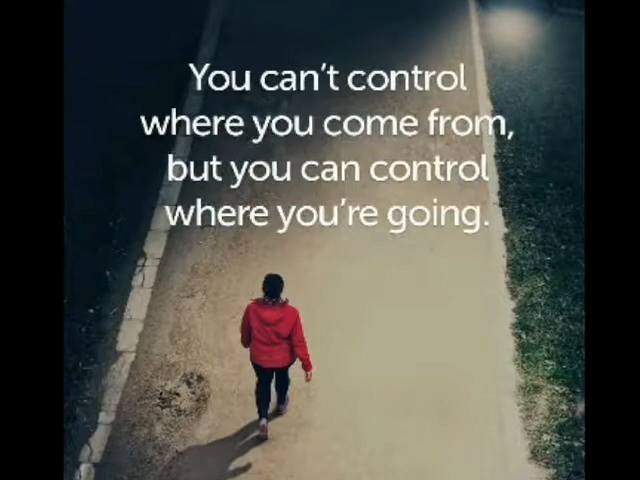 You can't control
where you come from,
but you can control
where you're going.